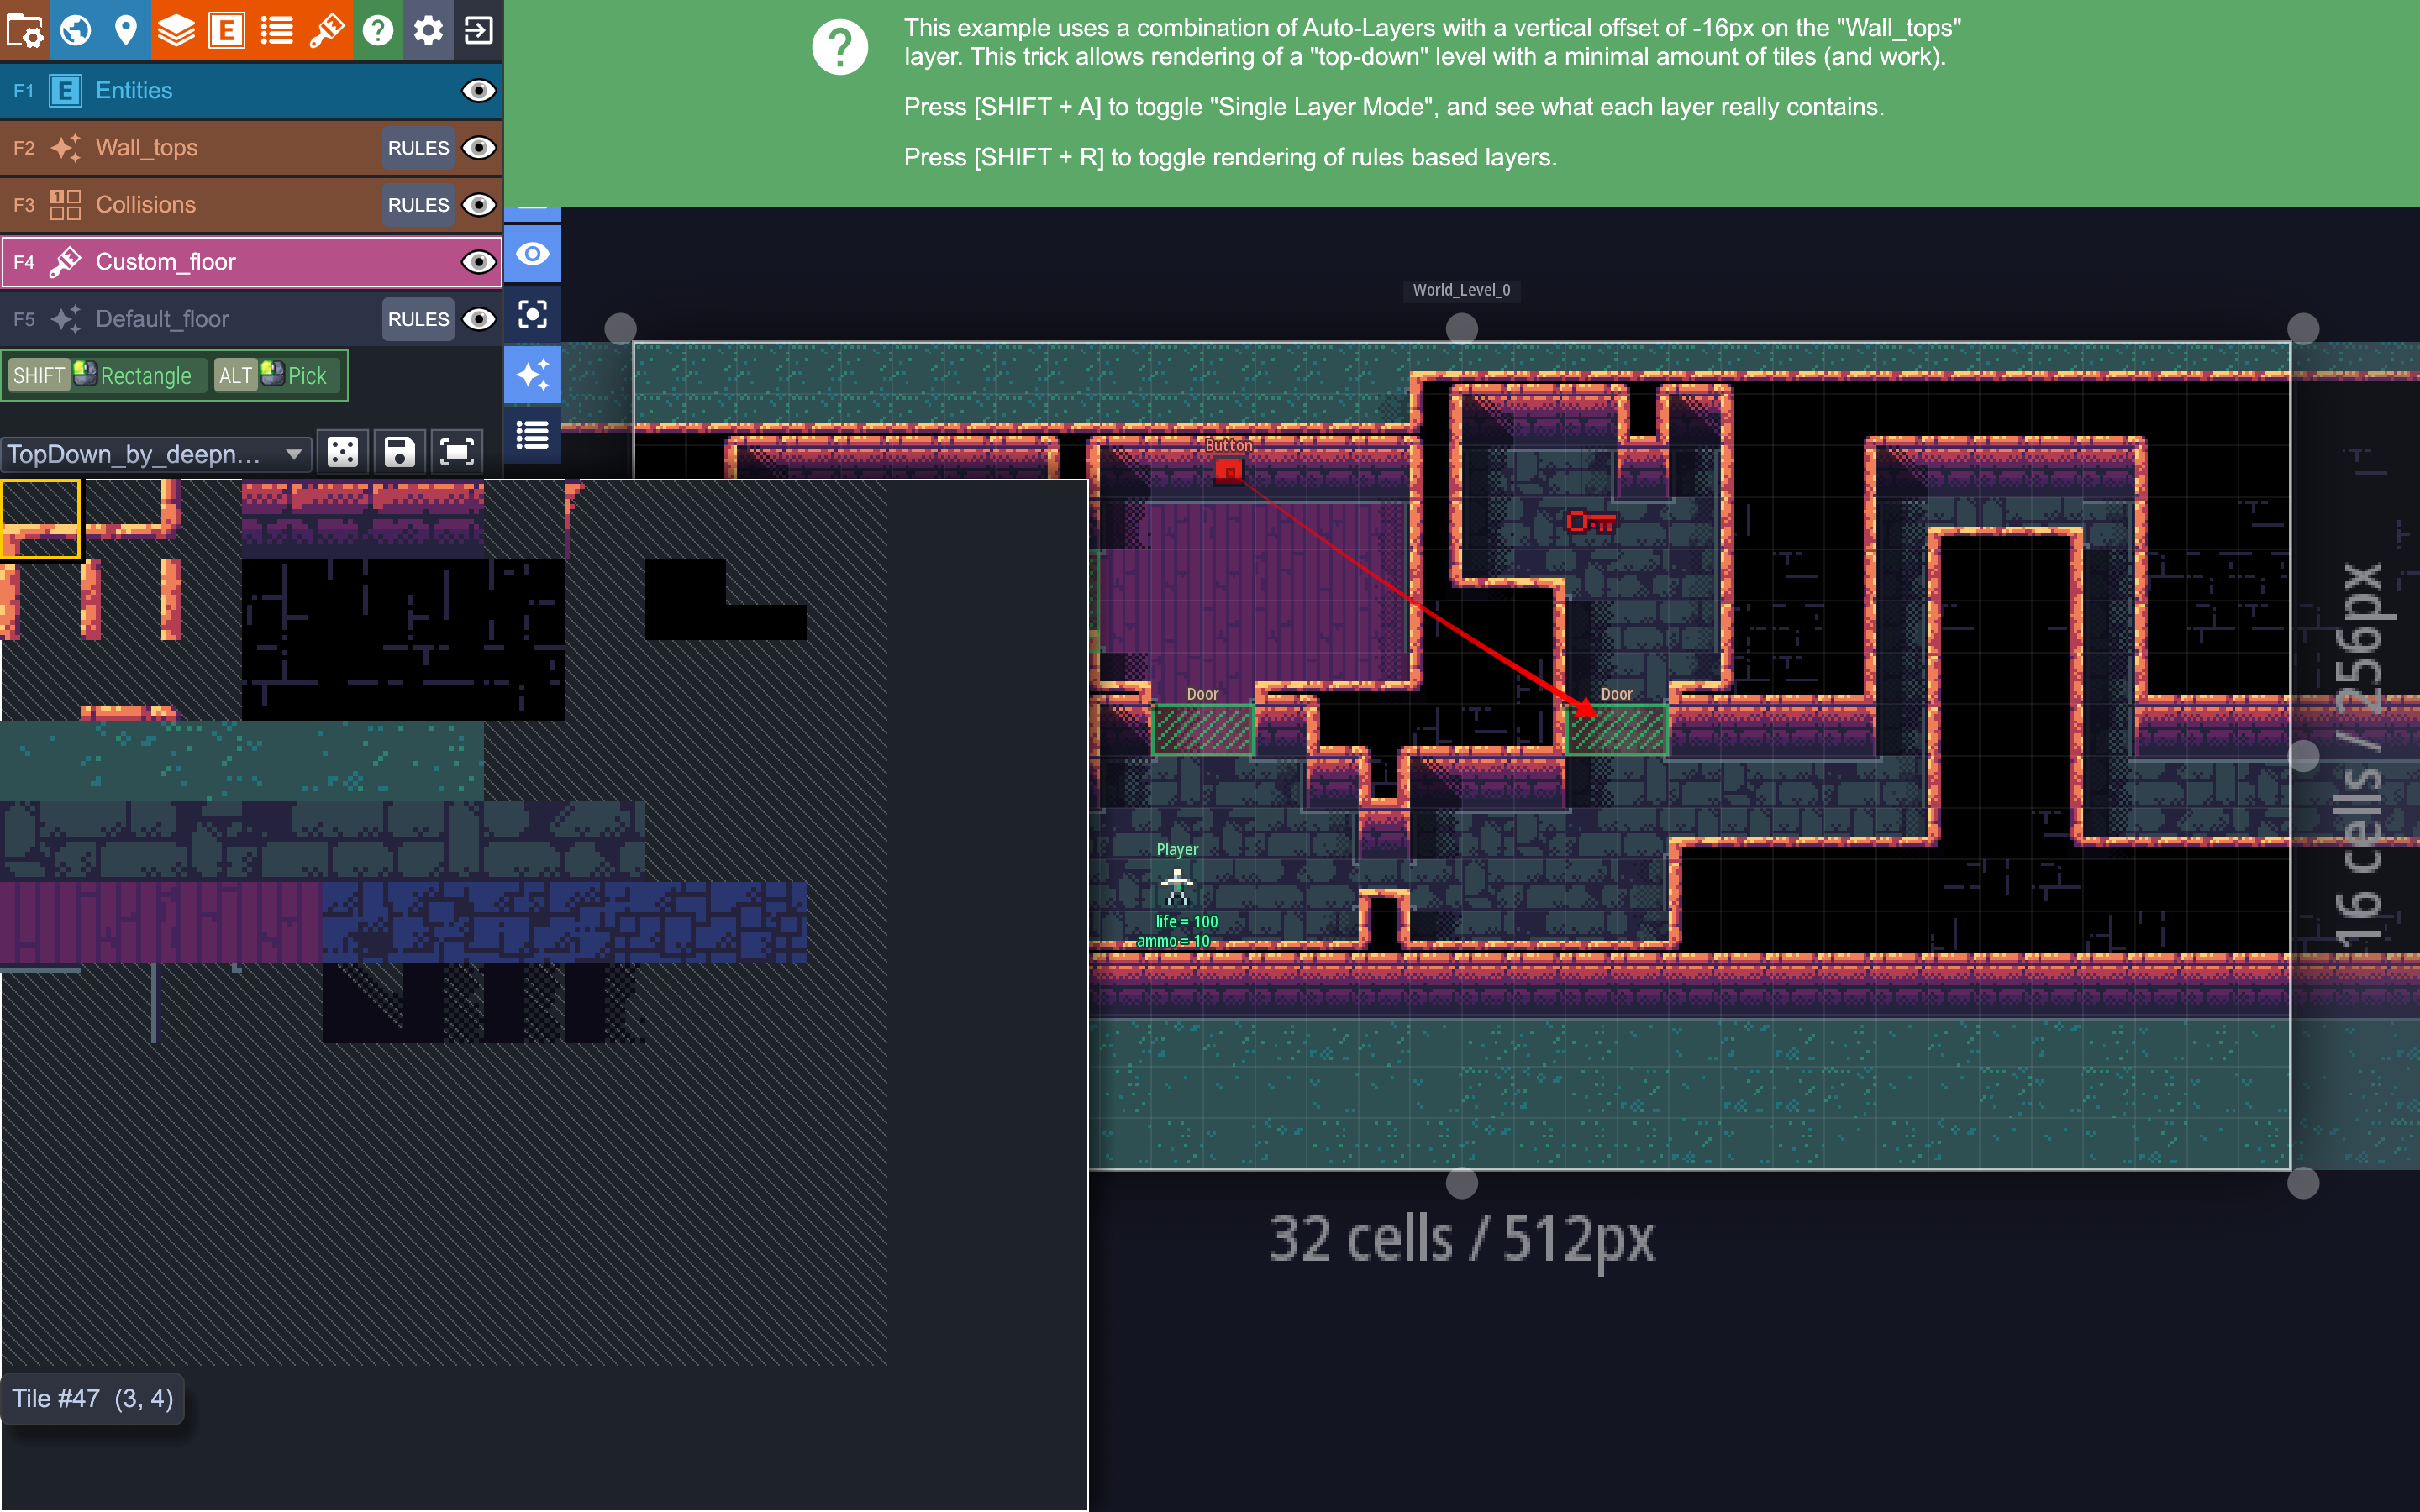 This example uses a combination of Auto-Layers with a vertical offset of -16px on the "Wall_tops"
layer. This trick allows rendering of a "top-down" level with a minimal amount of tiles (and work).
Press [SHIFT + A] to toggle "Single Layer Mode", and see what each layer really contains.
Press [SHIFT + R] to toggle rendering of rules based layers.
F1 E Entities
F2 Wall_tops RULES
F3 Collisions RULES
F4 Custom_floor
F5 Default_floor RULES
SHIFT Rectangle ALT Pick
TopDown_by_deepn...
World_Level_0
Button
Door
Door
Player
life = 100
ammo = 10
16 cells / 256px
32 cells / 512px
Tile #47 (3, 4)